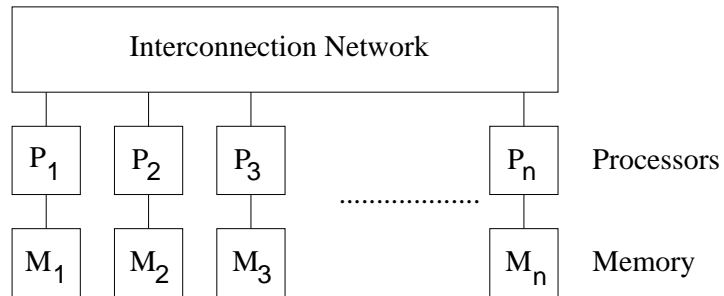 Interconnection Network
P1 P2 P3 Pn Processors
....................
M1 M2 M3 Mn Memory